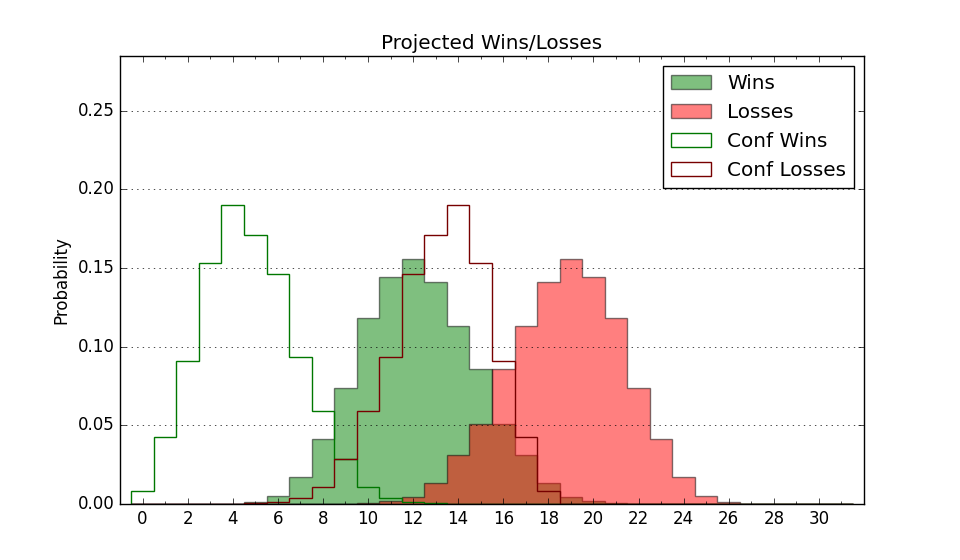 Projected Wins/Losses
Wins
Losses
Conf Wins
Conf Losses
Probability
0.25
0.20
0.15
0.10
0.05
0.00
0 2 4 6 8 10 12 14 16 18 20 22 24 26 28 30